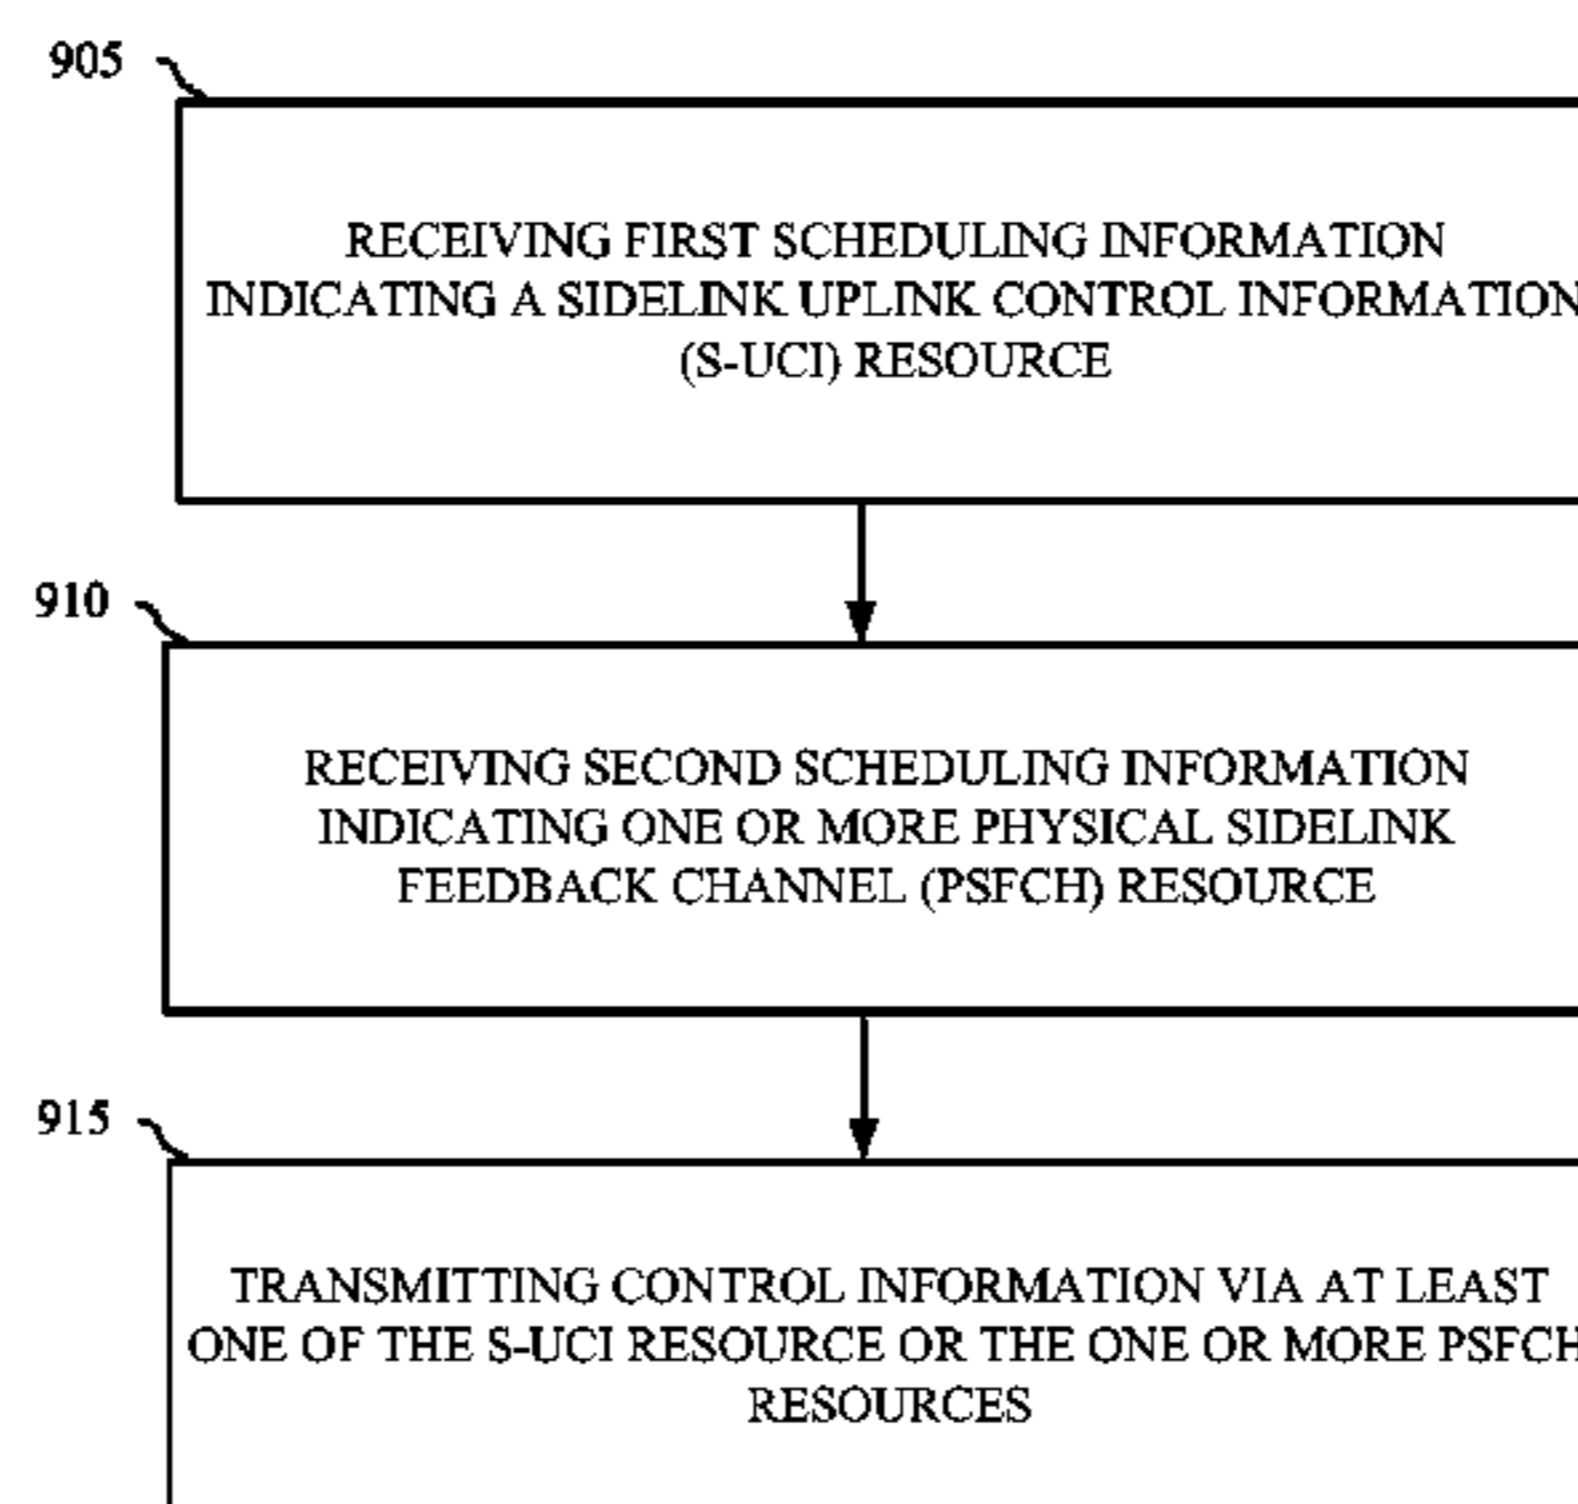 905
RECEIVING FIRST SCHEDULING INFORMATION
INDICATING A SIDELINK UPLINK CONTROL INFORMATION
(S-UCI) RESOURCE
910
RECEIVING SECOND SCHEDULING INFORMATION
INDICATING ONE OR MORE PHYSICAL SIDELINK
FEEDBACK CHANNEL (PSFCH) RESOURCE
915
TRANSMITTING CONTROL INFORMATION VIA AT LEAST
ONE OF THE S-UCI RESOURCE OR THE ONE OR MORE PSFCH
RESOURCES